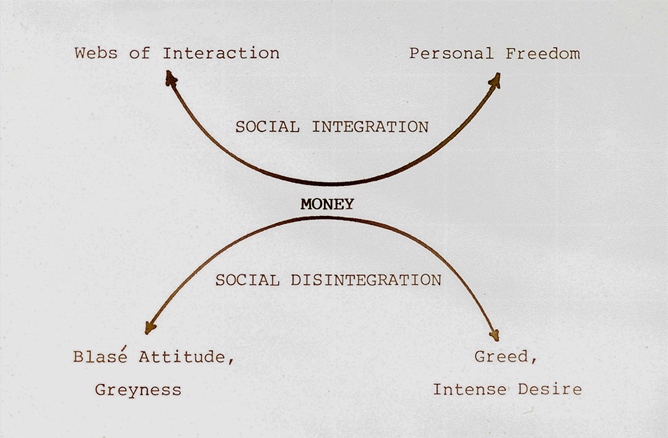 Webs of Interaction
Personal Freedom
SOCIAL INTEGRATION
MONEY
SOCIAL DISINTEGRATION
Blasé Attitude,
Greyness
Greed,
Intense Desire